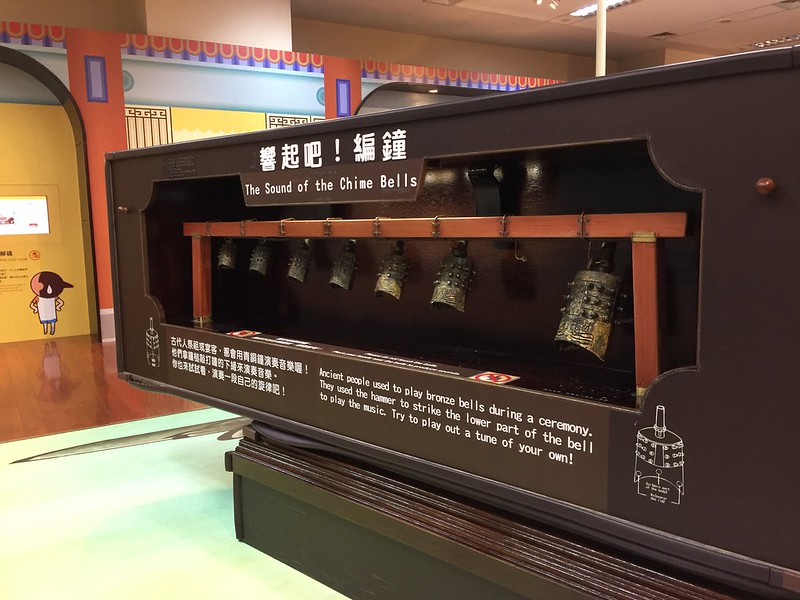 響起吧！編鐘
The Sound of the Chime Bells
古代人祭祖或宴客，都會用青銅鐘演奏音樂喔！
他們拿鐘槌敲打鐘的下緣來演奏音樂。
你也來試試看，演奏一段自己的旋律吧！
Ancient people used to play bronze bells during a ceremony.
They used the hammer to strike the lower part of the bell
to play the music. Try to play out a tune of your own!